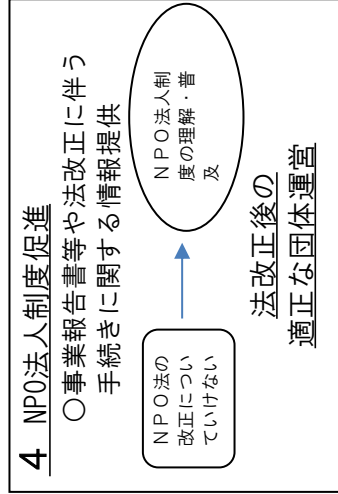 ４ NPO法人制度促進
〇事業報告書等や法改正に伴う
手続きに関する情報提供
ＮＰＯ法の
改正につい
ていけない
ＮＰＯ法人制
度の理解・普
及
法改正後の
適正な団体運営